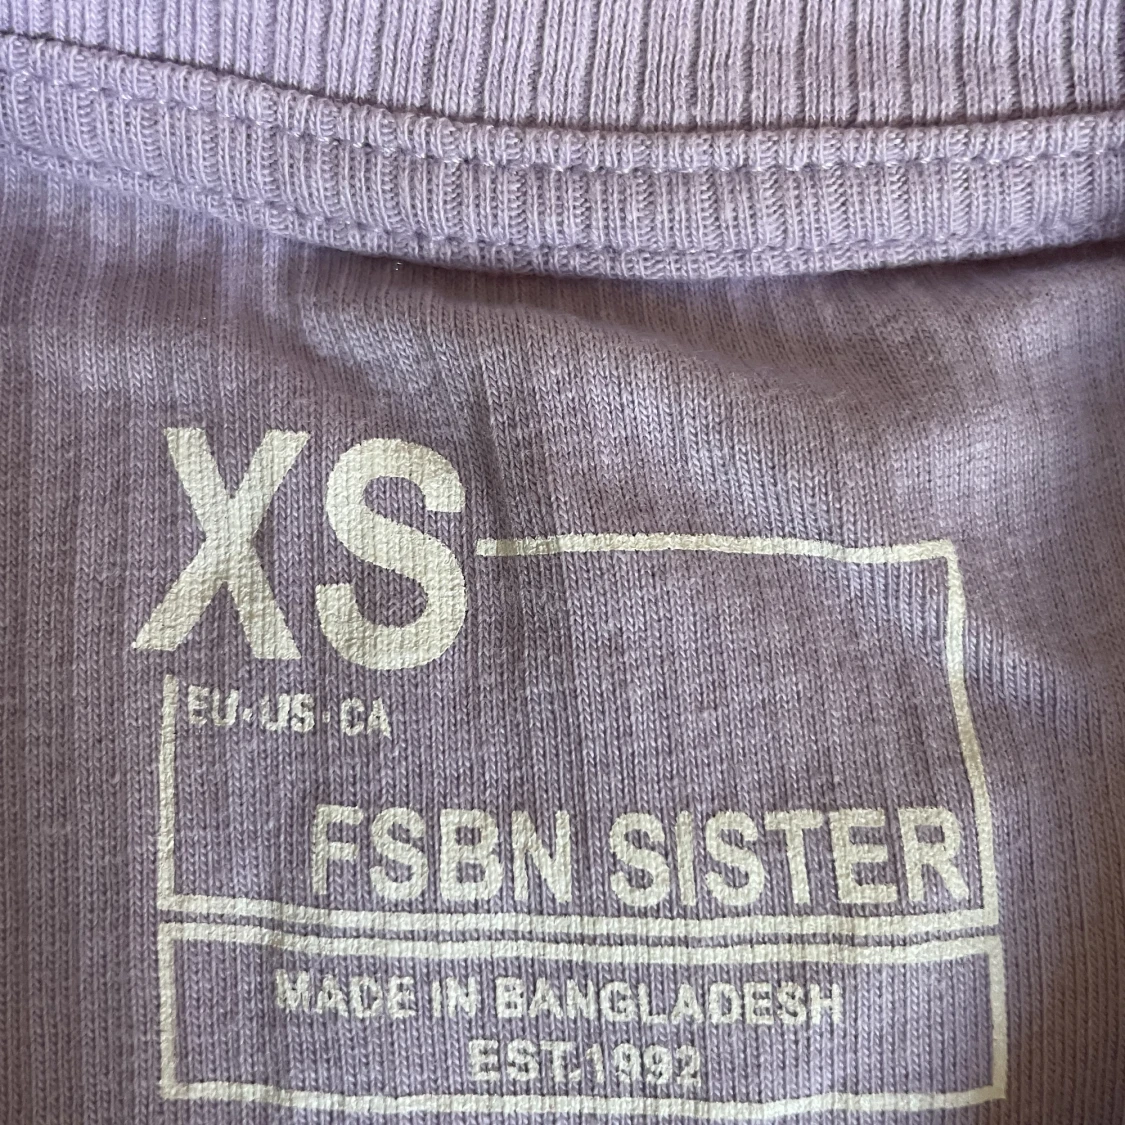 XS
EU·US·CA
FSBN SISTER
MADE IN BANGLADESH
EST.1992